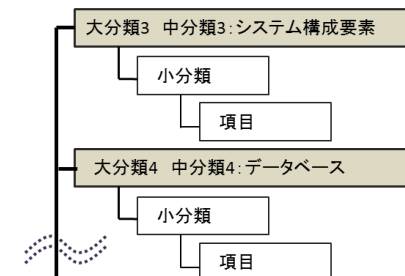 大分類3 中分類3:システム構成要素
小分類
項目
大分類4 中分類4:データベース
小分類
項目